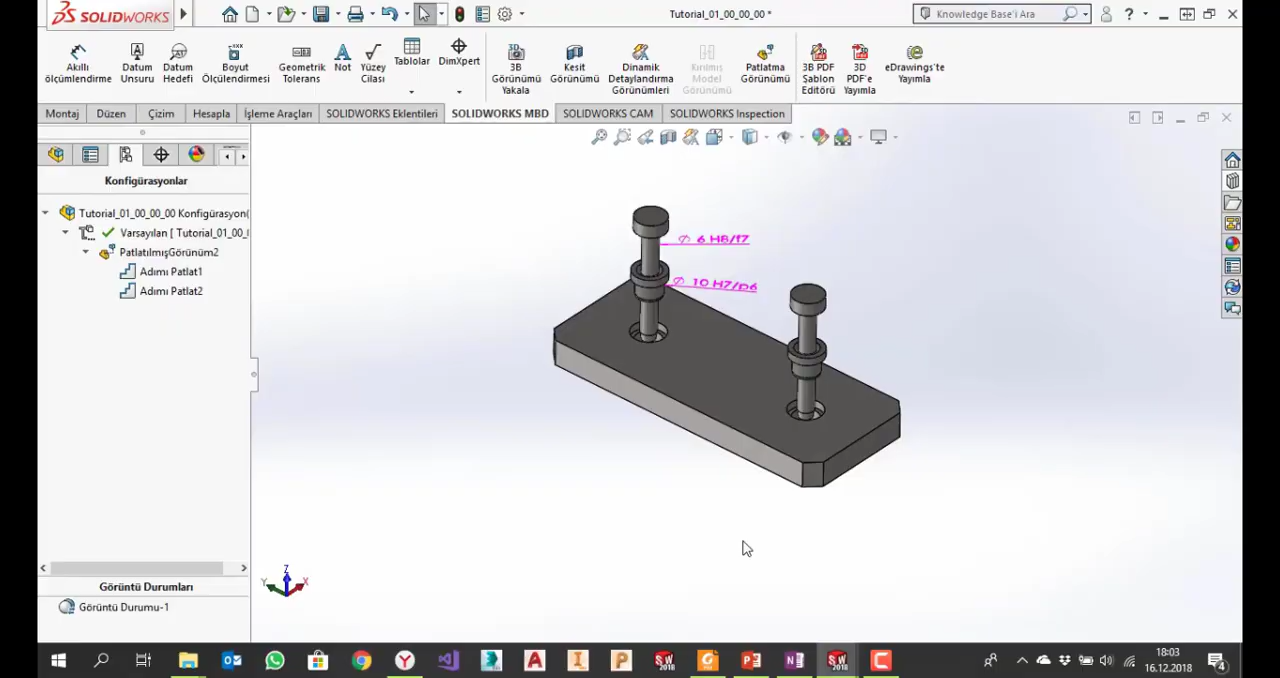 SOLIDWORKS
Tutorial_01_00_00_00 *
Knowledge Base'i Ara
Akıllı ölçümlendirme
Datum Unsuru
Datum Hedefi
Boyut Ölçülendirmesi
Geometrik Tolerans
Not
Yüzey Cilası
Tablolar
DimXpert
3B Görünümü Yakala
Kesit Görünümü
Dinamik Detaylandırma Görünümleri
Kırılmış Model Görünümü
Patlatma Görünümü
3B PDF Şablon Editörü
3D PDF'e Yayımla
eDrawings'te Yayımla
Montaj
Düzen
Çizim
Hesapla
İşleme Araçları
SOLIDWORKS Eklentileri
SOLIDWORKS MBD
SOLIDWORKS CAM
SOLIDWORKS Inspection
Konfigürasyonlar
Tutorial_01_00_00_00 Konfigürasyon(
Varsayılan [ Tutorial_01_00_
PatlatılmışGörünüm2
Adımı Patlat1
Adımı Patlat2
Ø 6 H8/f7
Ø 10 H7/p6
Z
Y
X
Görüntü Durumları
Görüntü Durumu-1
18:03
16.12.2018
4